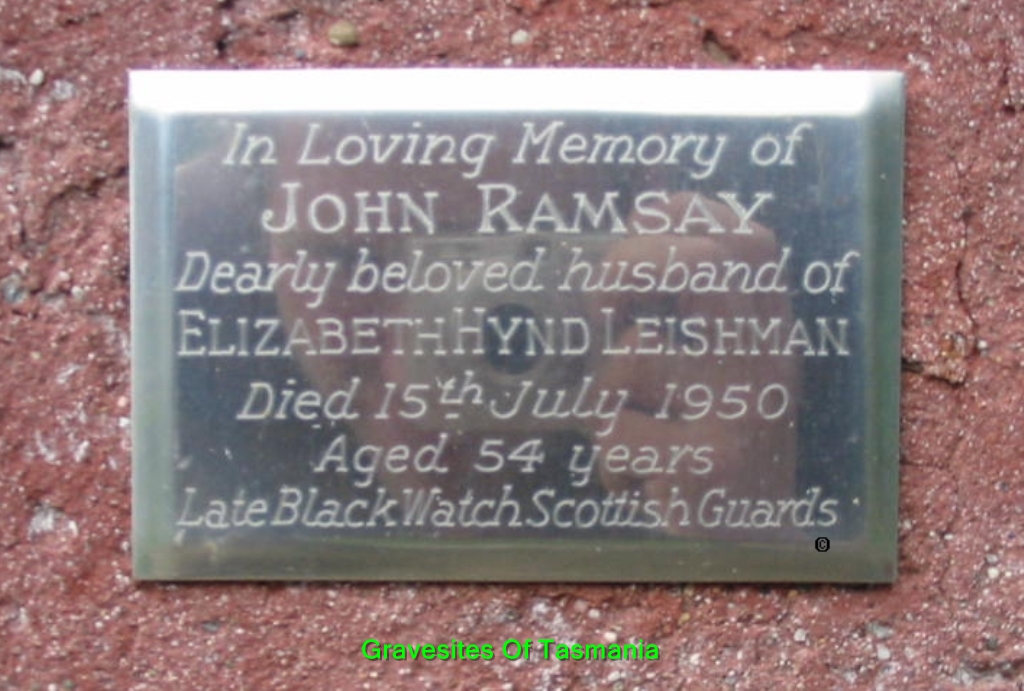 In Loving Memory of
JOHN RAMSAY
Dearly beloved husband of
ELIZABETH HYND LEISHMAN
Died 15th July 1950
Aged 54 years
Late Black Watch Scottish Guards
©
Gravesites Of Tasmania